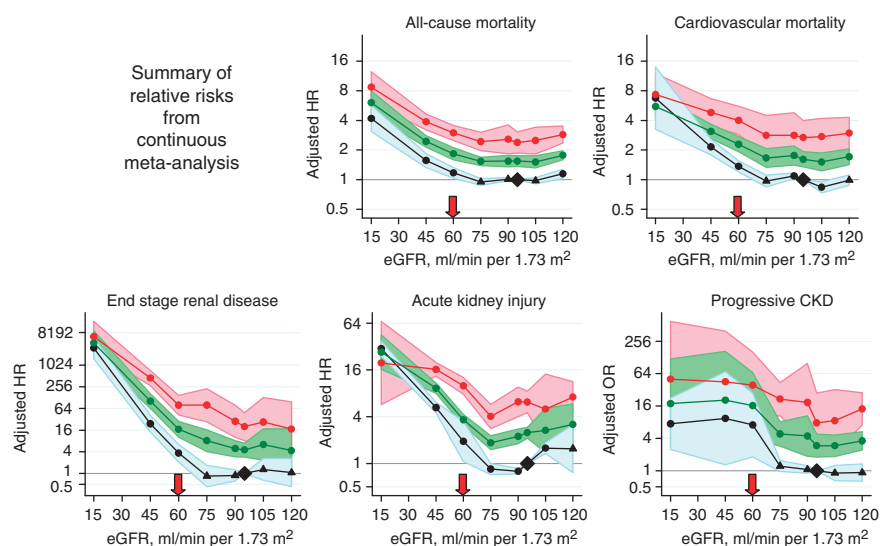 Summary of
relative risks
from
continuous
meta-analysis
All-cause mortality
Adjusted HR
16
8
4
2
1
0.5
15 30 45 60 75 90 105 120
eGFR, ml/min per 1.73 m²
Cardiovascular mortality
Adjusted HR
16
8
4
2
1
0.5
15 30 45 60 75 90 105 120
eGFR, ml/min per 1.73 m²
End stage renal disease
Adjusted HR
8192
1024
256
64
16
4
1
0.5
15 30 45 60 75 90 105 120
eGFR, ml/min per 1.73 m²
Acute kidney injury
Adjusted HR
64
16
4
1
0.5
15 30 45 60 75 90 105 120
eGFR, ml/min per 1.73 m²
Progressive CKD
Adjusted OR
256
64
16
4
1
0.5
15 30 45 60 75 90 105 120
eGFR, ml/min per 1.73 m²